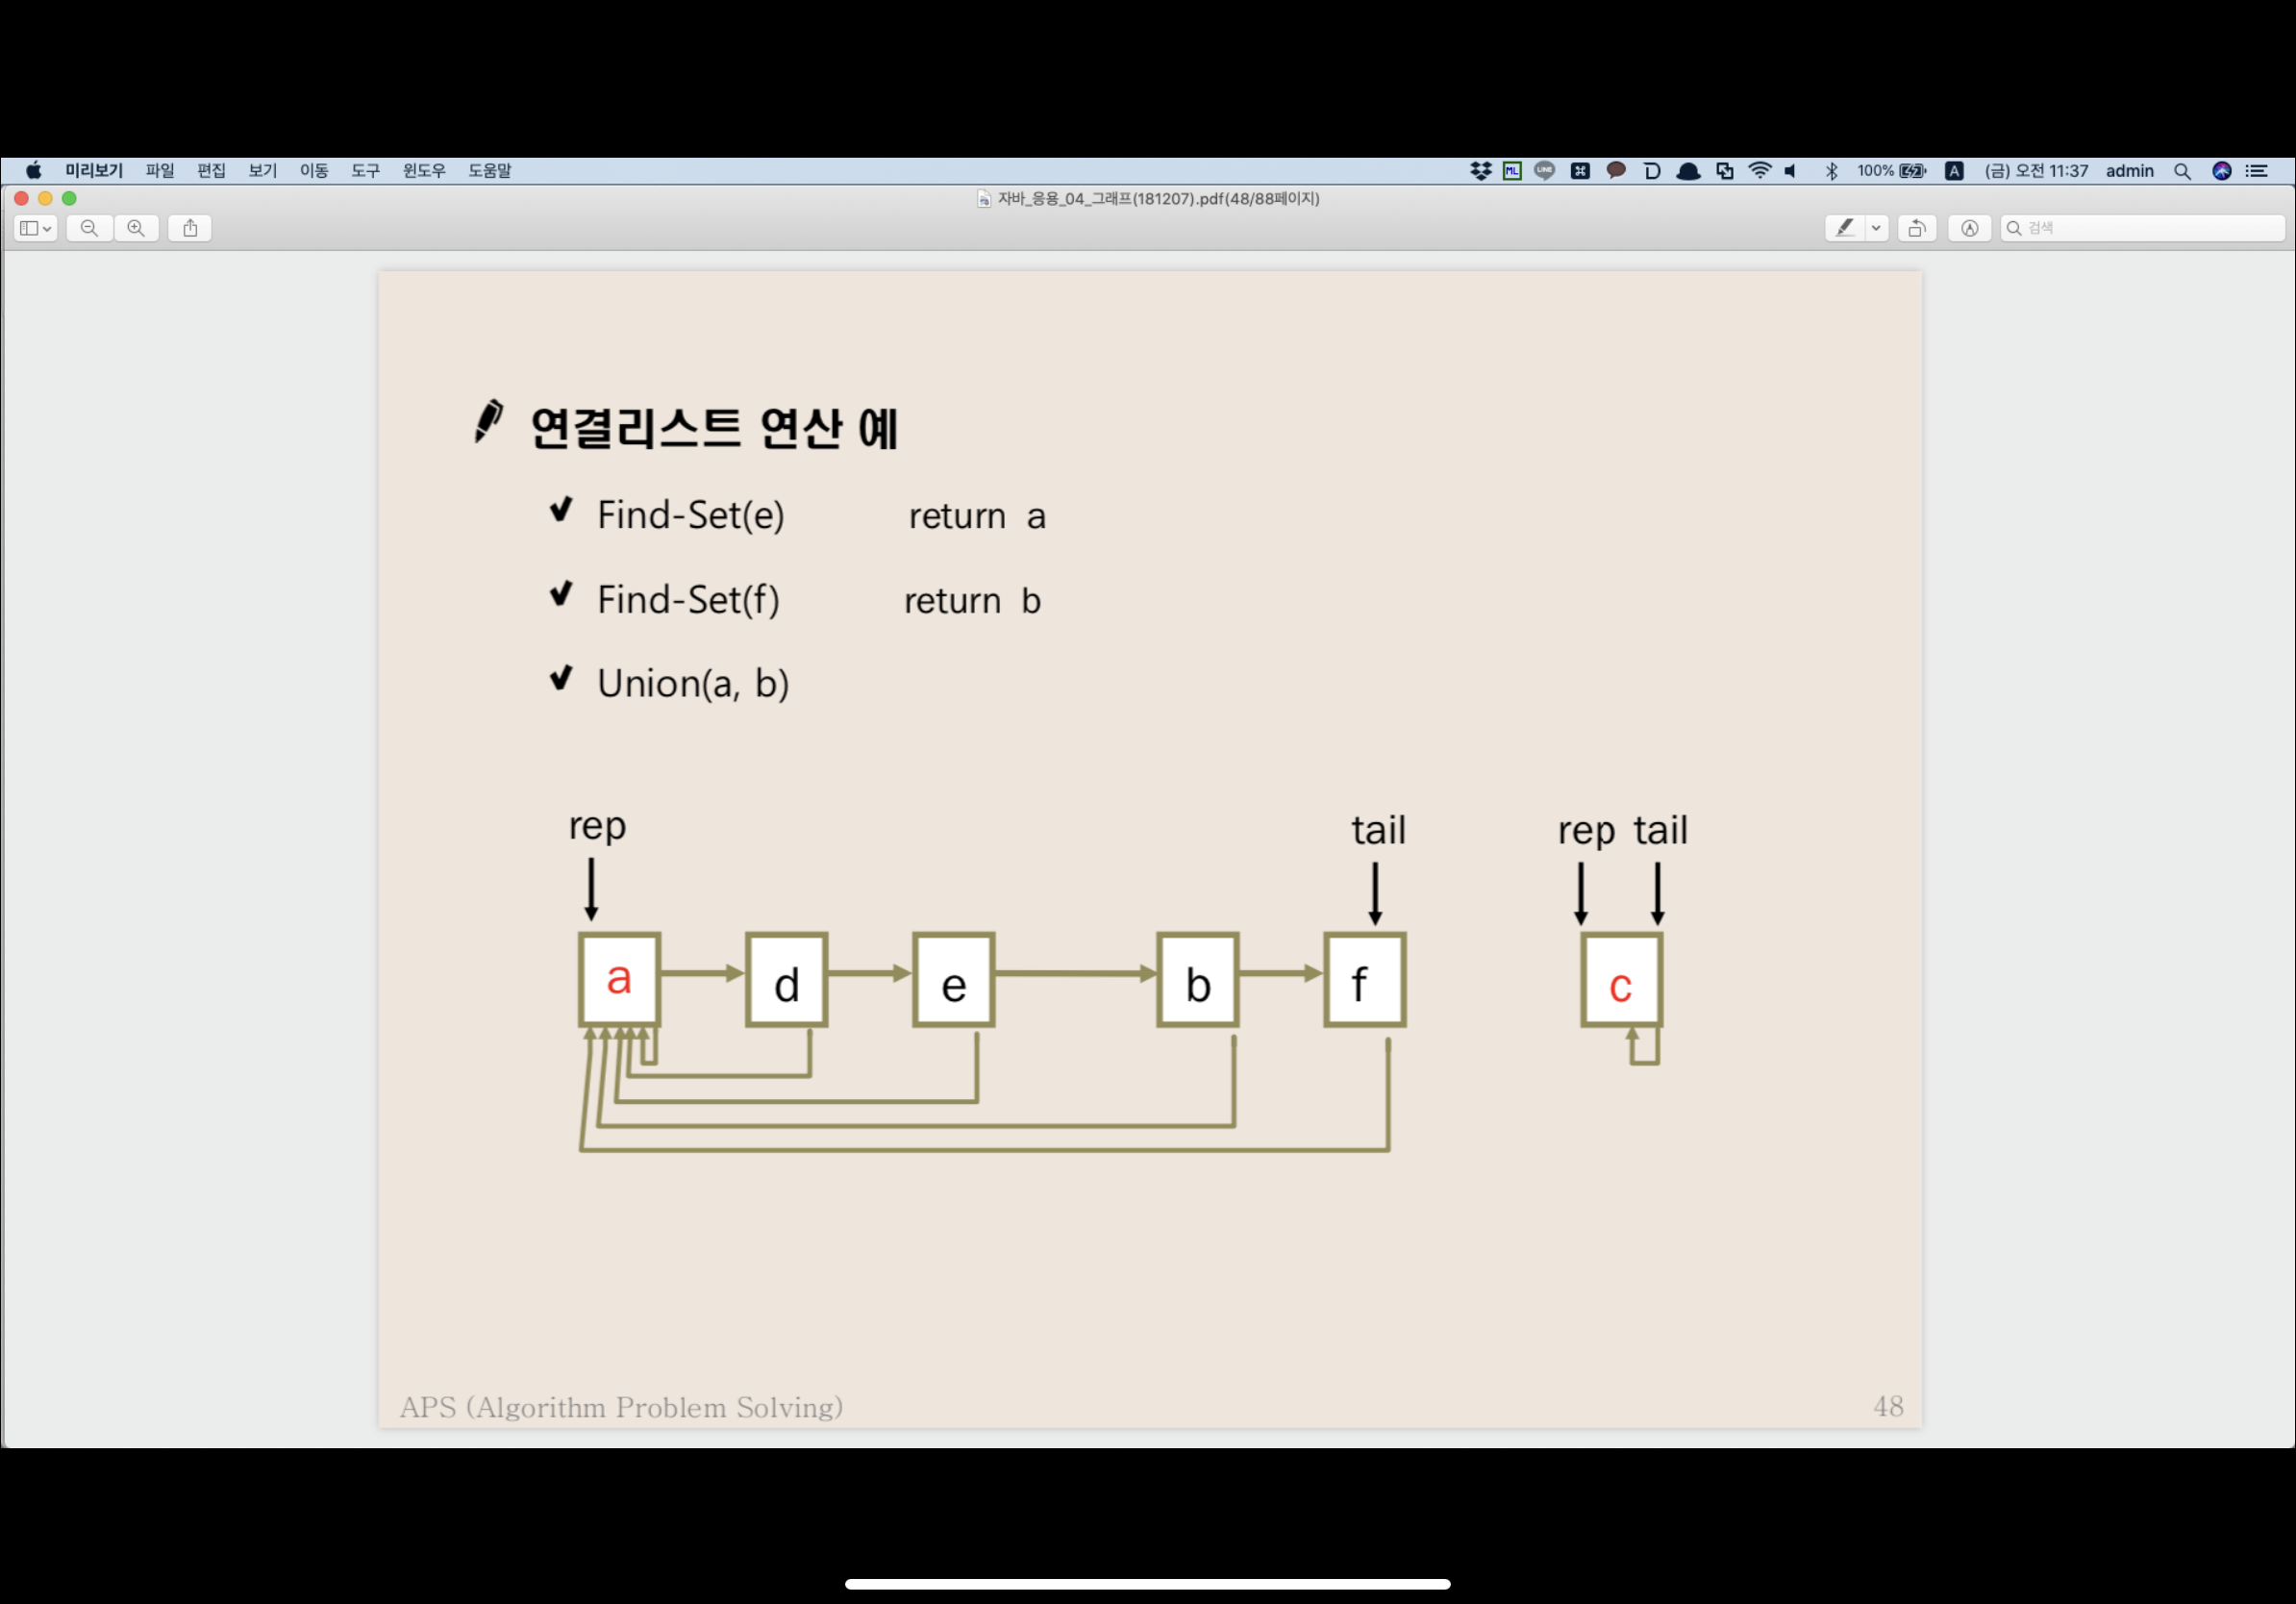 미리보기 파일 편집 보기 이동 도구 윈도우 도움말 ML LINE 100% A (금) 오전 11:37 admin
자바_응용_04_그래프(181207).pdf(48/88페이지)
검색
연결리스트 연산 예
Find-Set(e) return a
Find-Set(f) return b
Union(a, b)
rep tail rep tail
a d e b f c
APS (Algorithm Problem Solving) 48